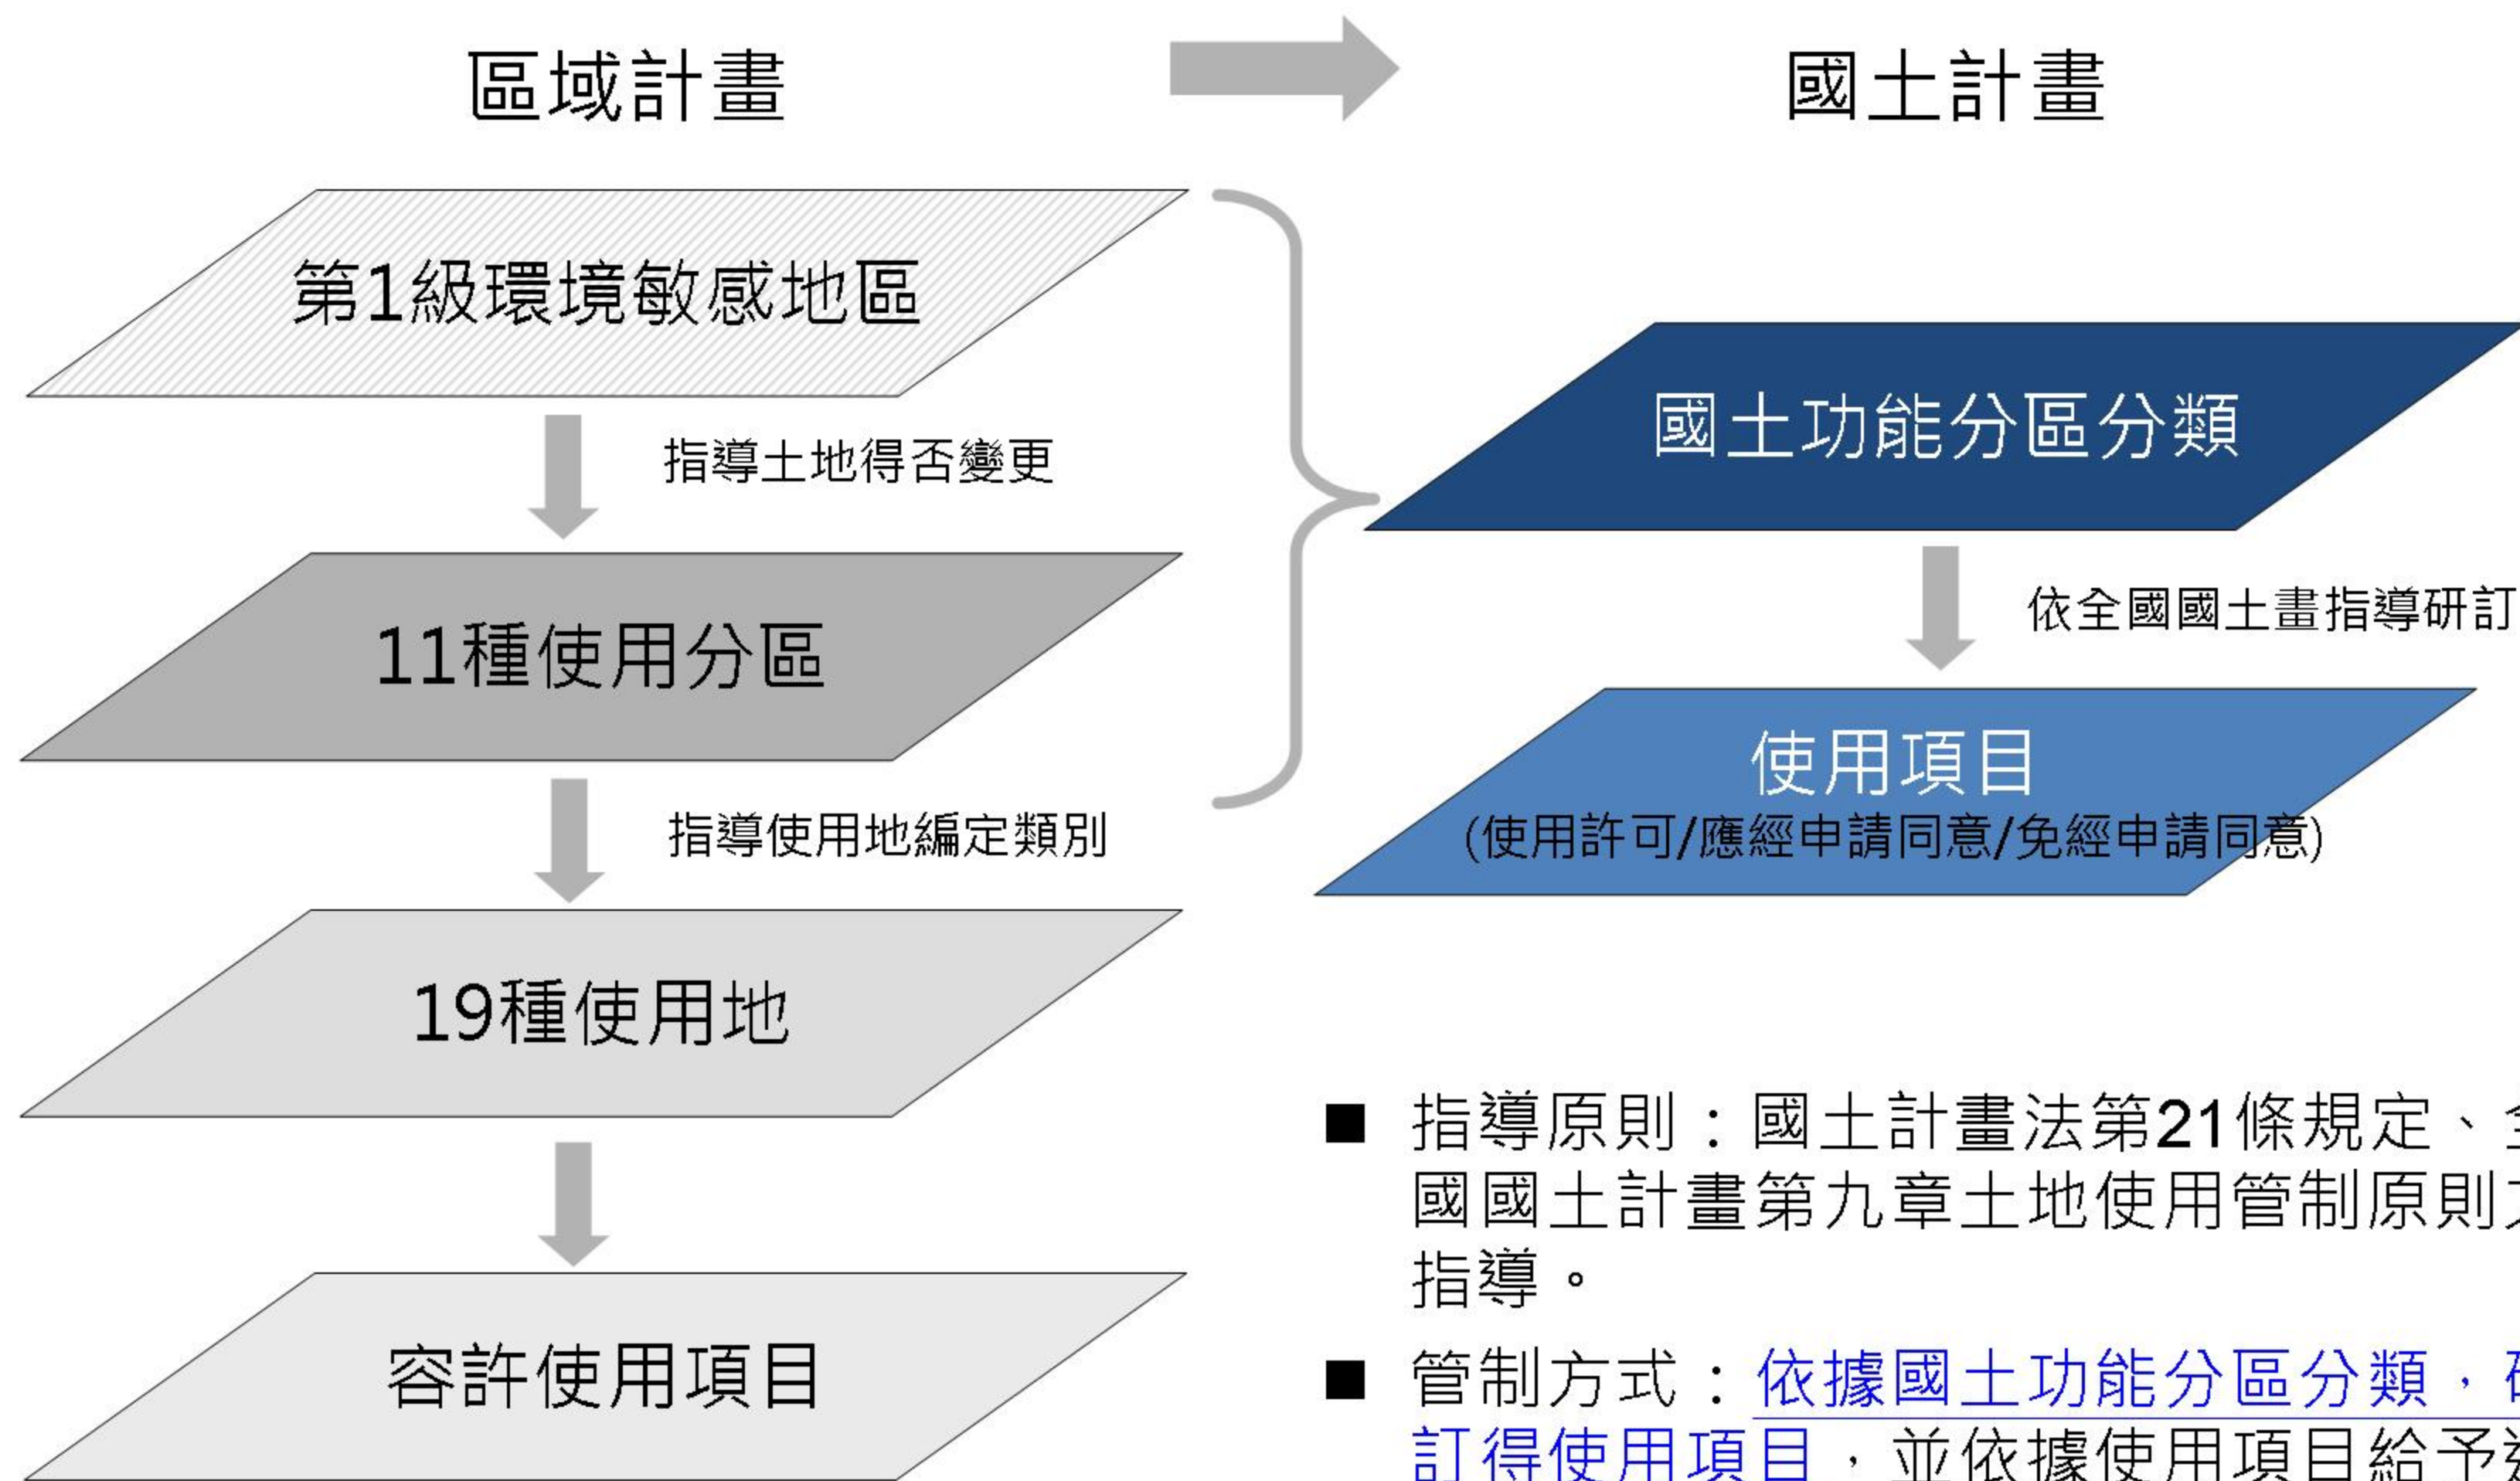 區域計畫
國土計畫
第1級環境敏感地區
指導土地得否變更
11種使用分區
指導使用地編定類別
19種使用地
容許使用項目
國土功能分區分類
依全國國土畫指導研訂
使用項目
(使用許可/應經申請同意/免經申請同意)
■ 指導原則：國土計畫法第21條規定、全
國國土計畫第九章土地使用管制原則之
指導。
■ 管制方式：依據國土功能分區分類，研
訂得使用項目，並依據使用項目給予